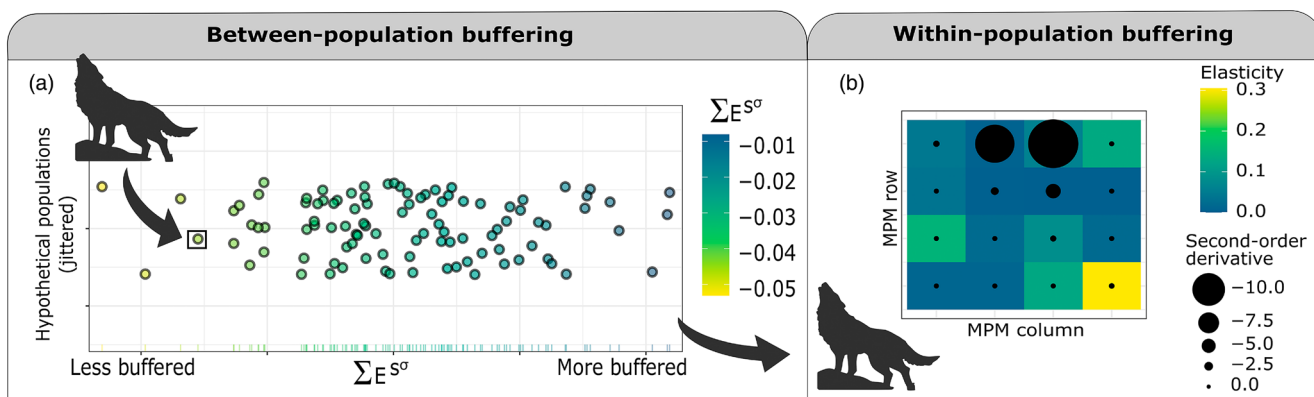 Between-population buffering
Within-population buffering
(a)
Hypothetical populations
(jittered)
Less buffered
∑E^{s^σ}
More buffered
∑E^{s^σ}
−0.01
−0.02
−0.03
−0.04
−0.05
(b)
MPM row
MPM column
Elasticity
0.3
0.2
0.1
0.0
Second-order
derivative
−10.0
−7.5
−5.0
−2.5
0.0